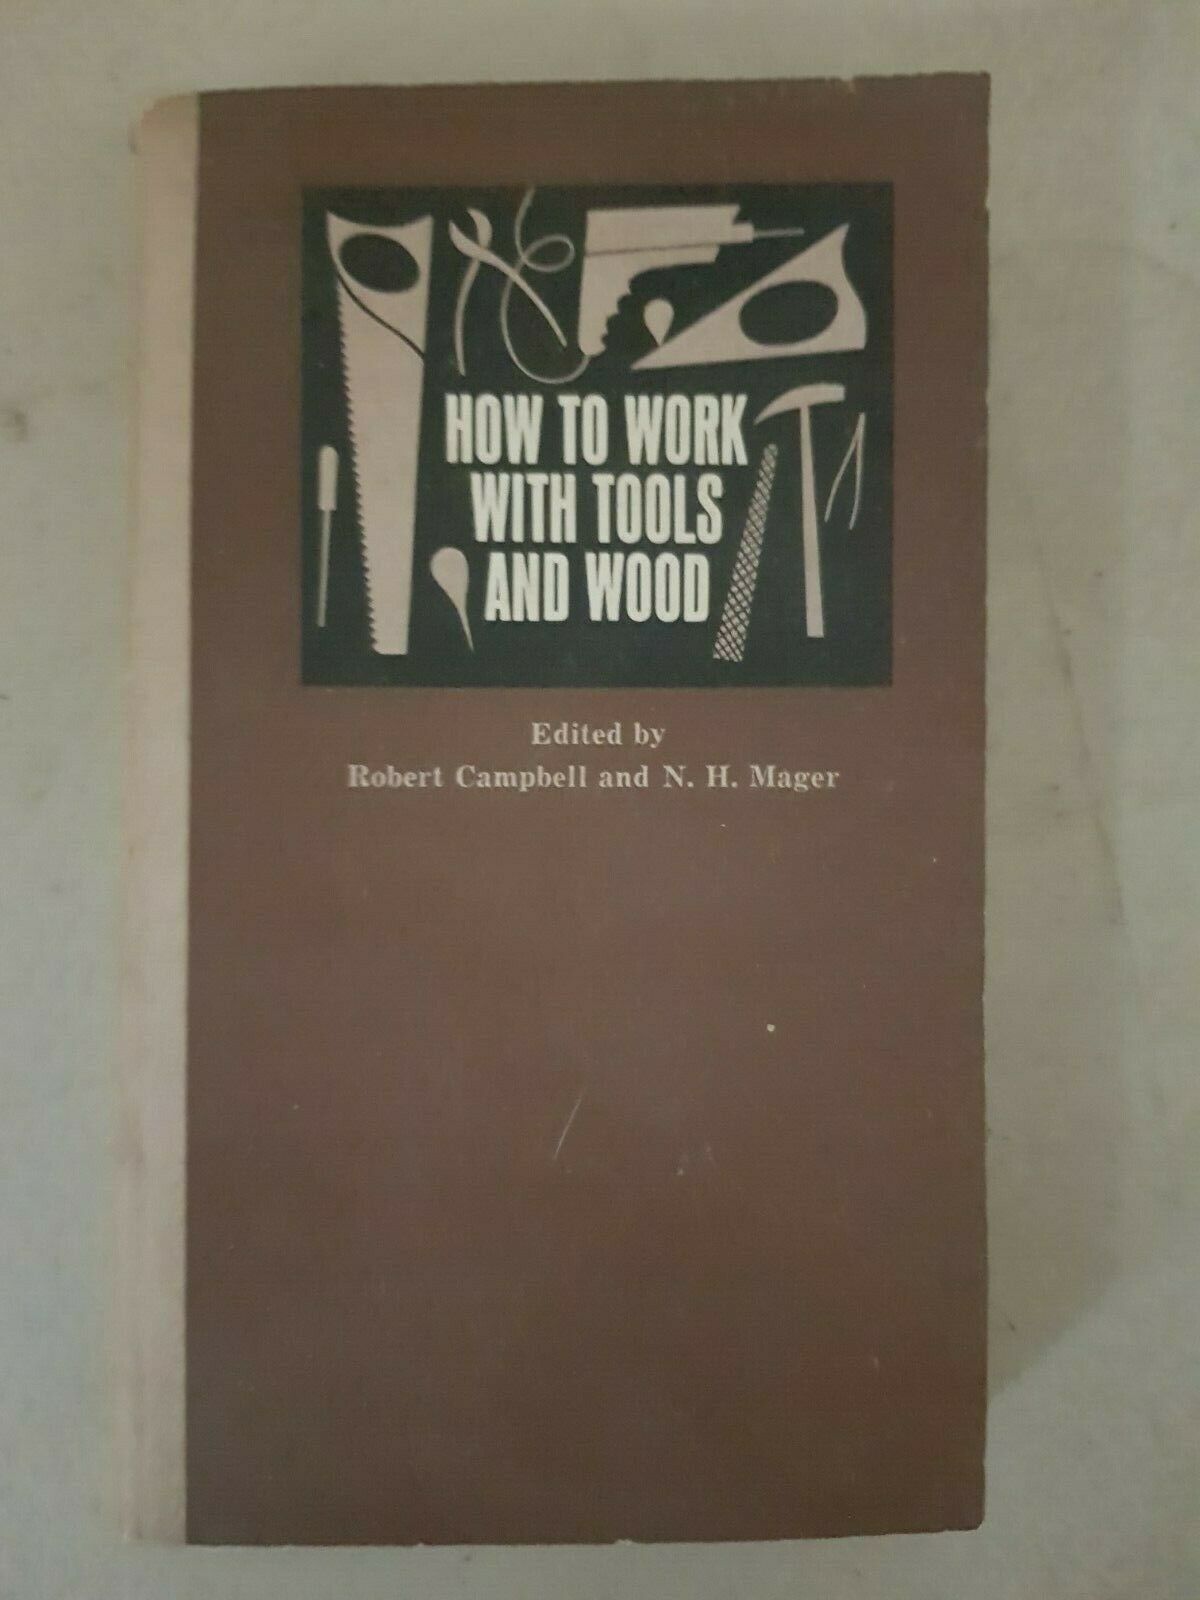 HOW TO WORK
WITH TOOLS
AND WOOD
Edited by
Robert Campbell and N. H. Mager